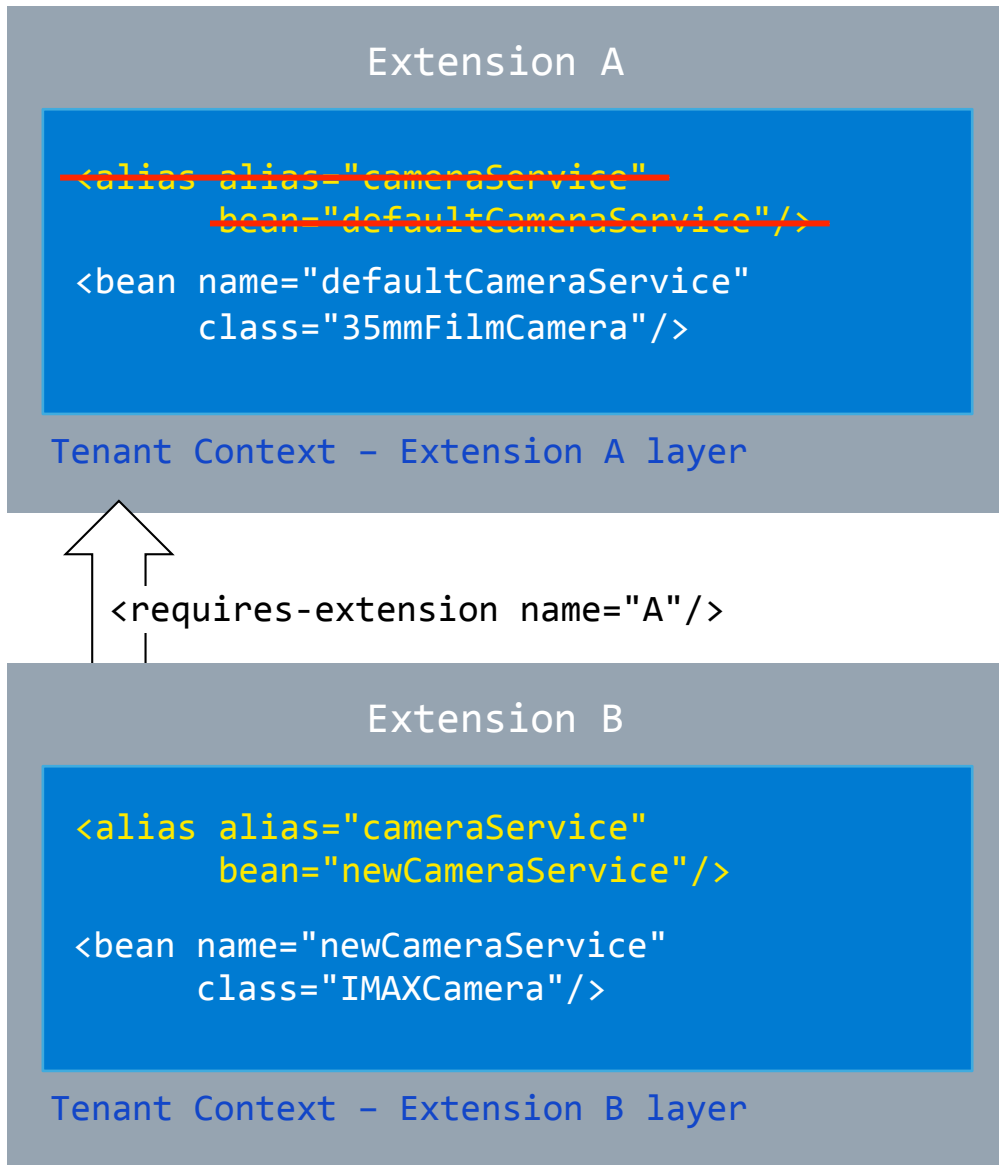 Extension A
<alias alias="cameraService"
bean="defaultCameraService"/>
<bean name="defaultCameraService"
class="35mmFilmCamera"/>
Tenant Context – Extension A layer
<requires-extension name="A"/>
Extension B
<alias alias="cameraService"
bean="newCameraService"/>
<bean name="newCameraService"
class="IMAXCamera"/>
Tenant Context – Extension B layer